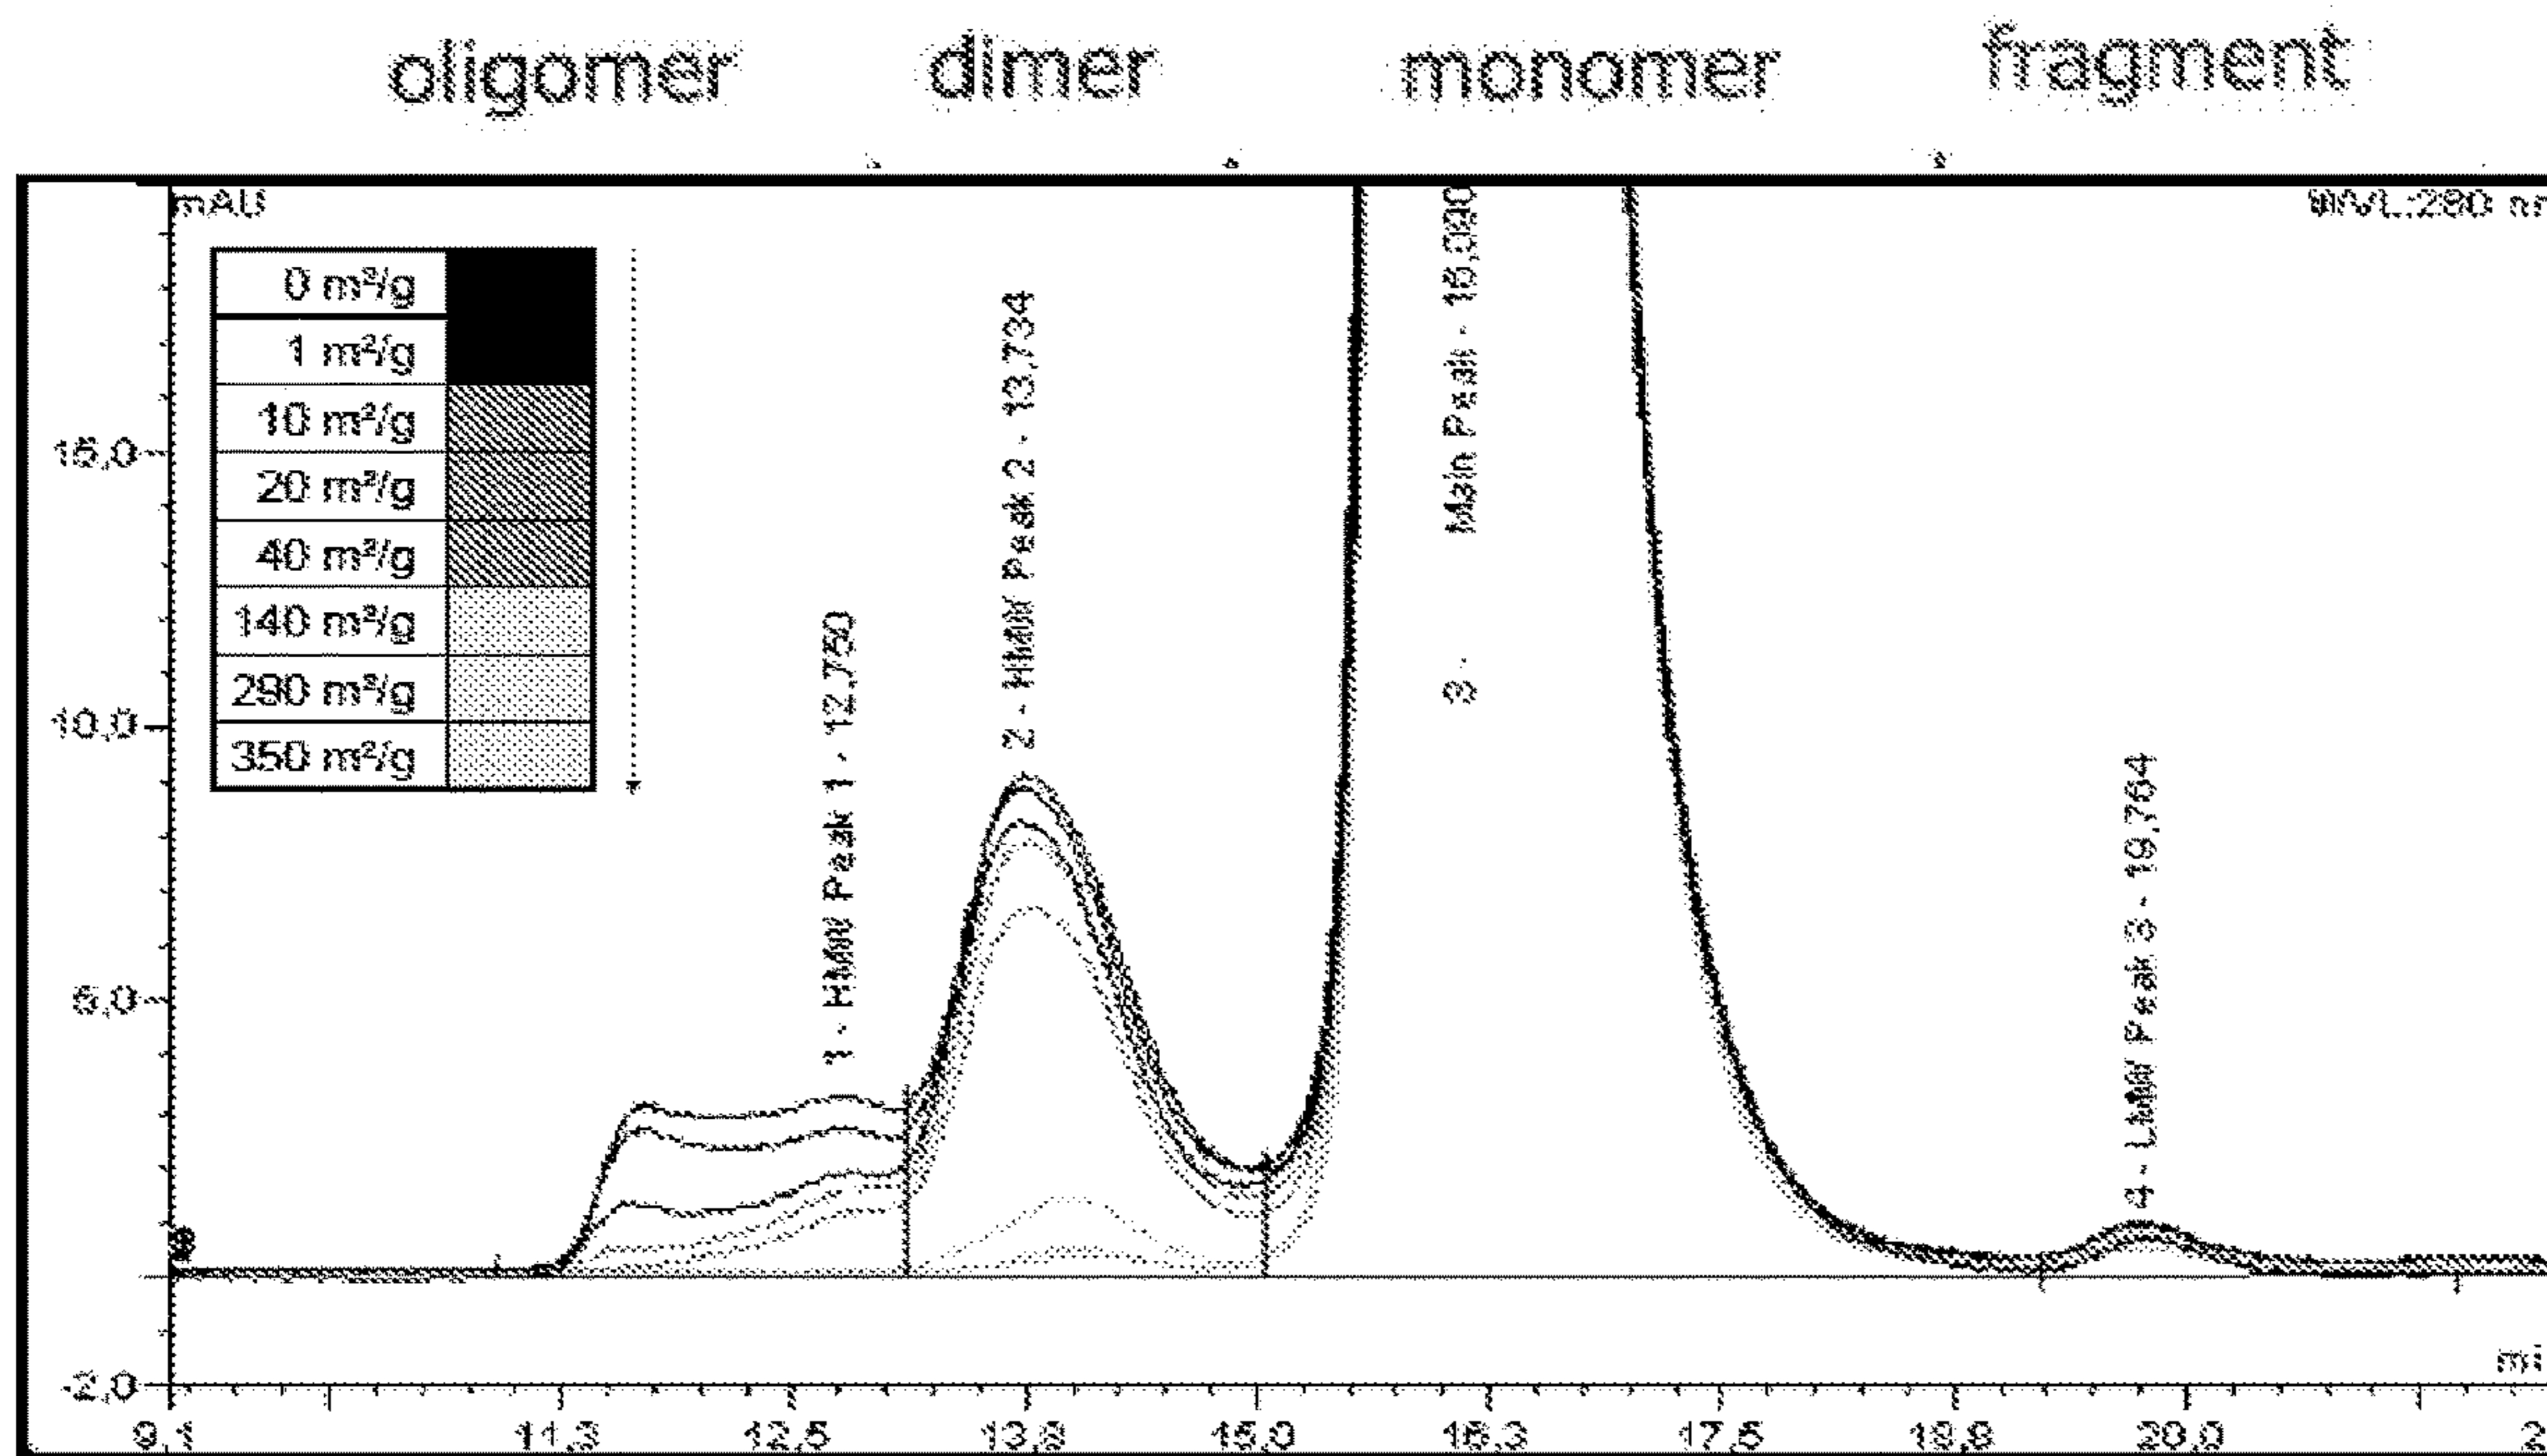 oligomer dimer monomer fragment
mAU
0 m²/g
1 m²/g
10 m²/g
20 m²/g
40 m²/g
140 m²/g
280 m²/g
350 m²/g
15,0
10,0
5,0
-2,0
1 - HMW Peak 1 - 12,750
2 - HMW Peak 2 - 13,734
3 - Main Peak -
4 - LMW Peak 3 - 19,764
12,5 13,8 15,0 16,3 17,5 18,8 20,0